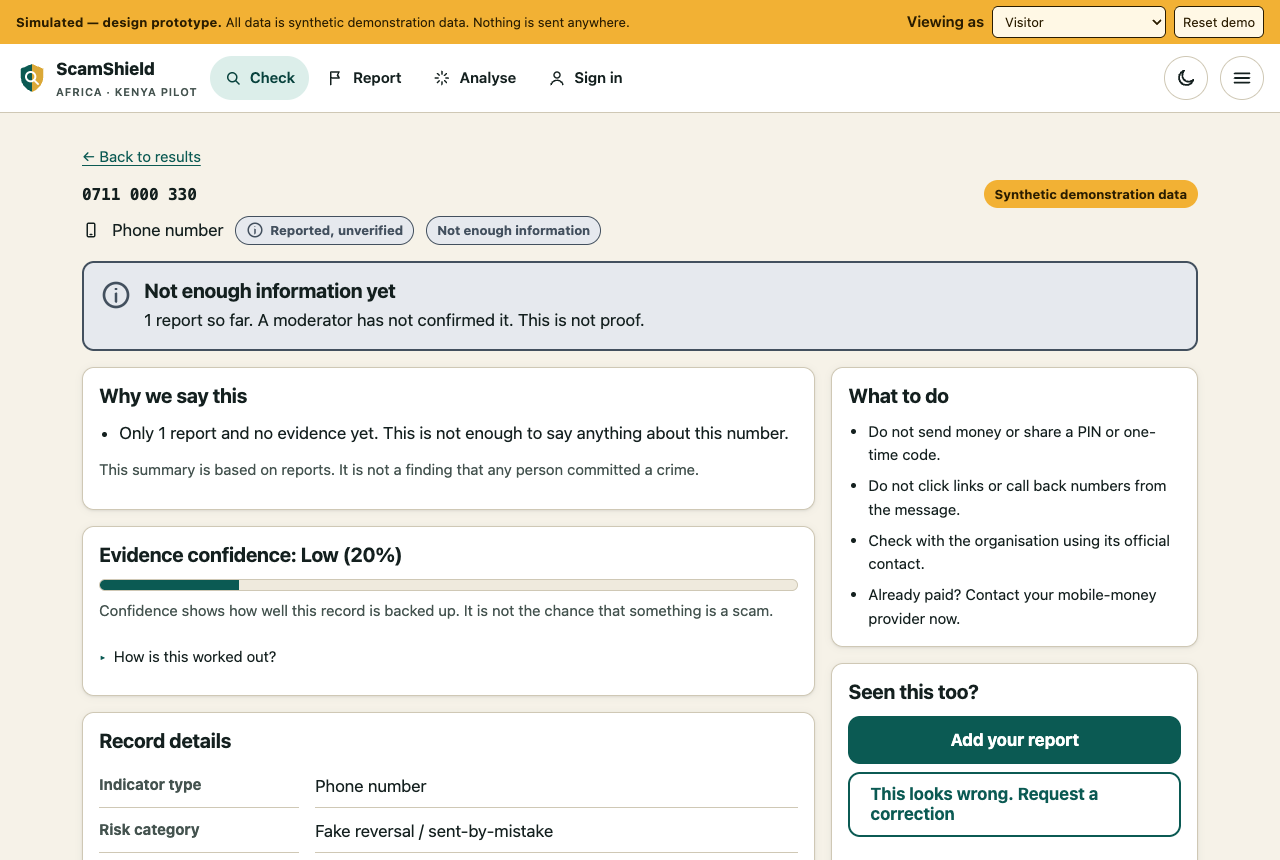 Simulated — design prototype. All data is synthetic demonstration data. Nothing is sent anywhere.
Viewing as
Visitor
Reset demo
ScamShield
AFRICA · KENYA PILOT
Check
Report
Analyse
Sign in
← Back to results
0711 000 330
Synthetic demonstration data
Phone number
Reported, unverified
Not enough information
Not enough information yet
1 report so far. A moderator has not confirmed it. This is not proof.
Why we say this
• Only 1 report and no evidence yet. This is not enough to say anything about this number.
This summary is based on reports. It is not a finding that any person committed a crime.
Evidence confidence: Low (20%)
Confidence shows how well this record is backed up. It is not the chance that something is a scam.
▸ How is this worked out?
Record details
Indicator type
Phone number
Risk category
Fake reversal / sent-by-mistake
What to do
• Do not send money or share a PIN or one-
time code.
• Do not click links or call back numbers from
the message.
• Check with the organisation using its official
contact.
• Already paid? Contact your mobile-money
provider now.
Seen this too?
Add your report
This looks wrong. Request a
correction